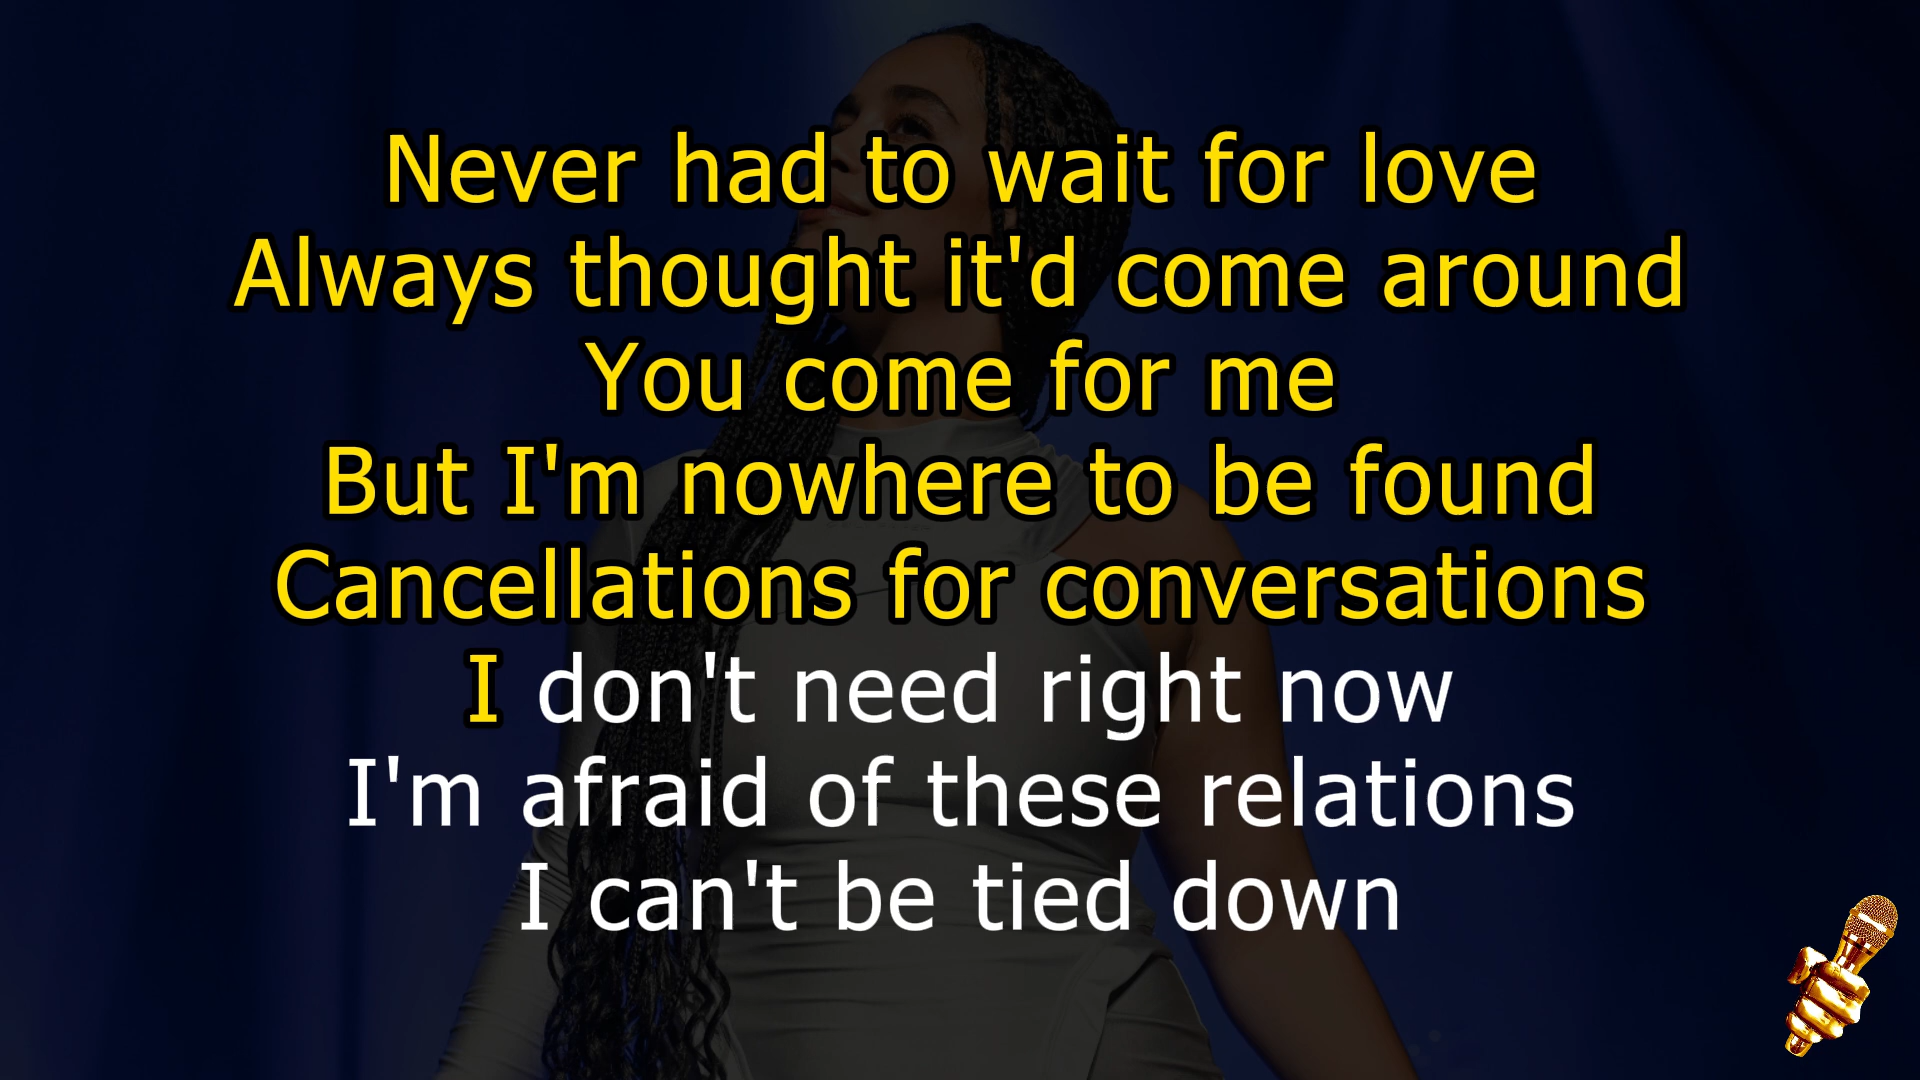 Never had to wait for love
Always thought it'd come around
You come for me
But I'm nowhere to be found
Cancellations for conversations
I don't need right now
I'm afraid of these relations
I can't be tied down